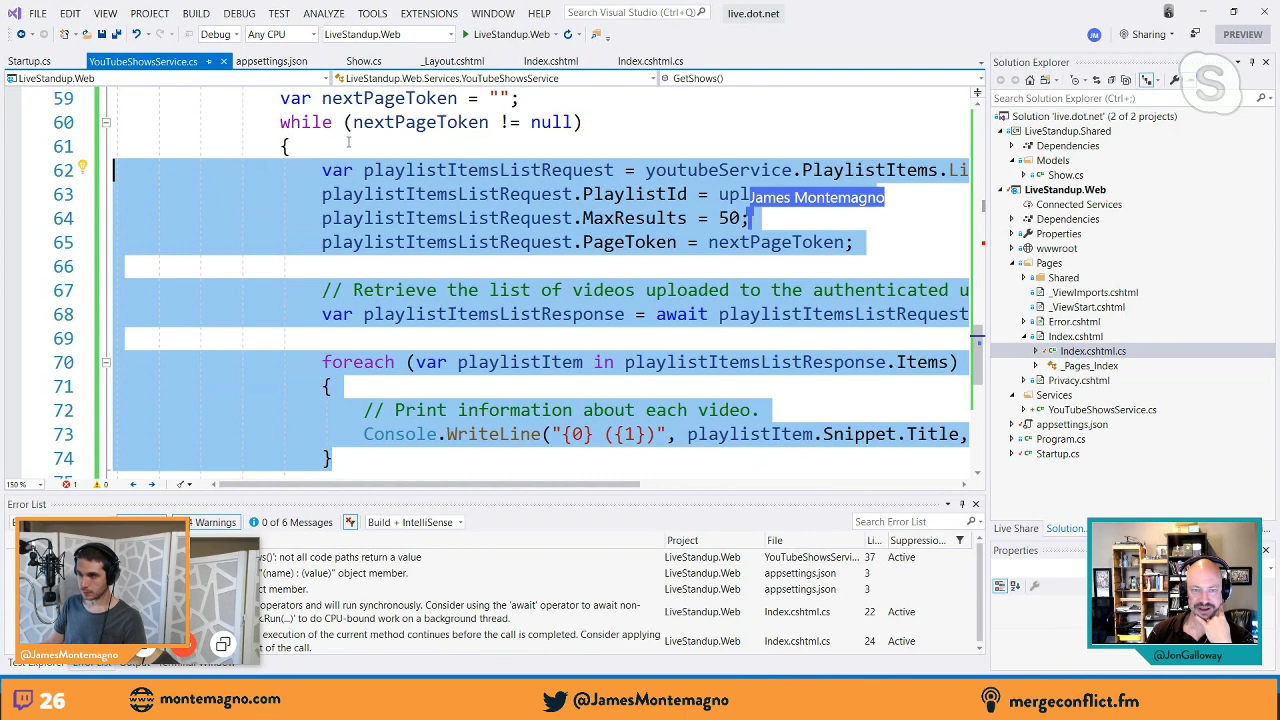 FILE EDIT VIEW PROJECT BUILD DEBUG TEST ANALYZE TOOLS EXTENSIONS WINDOW HELP Search Visual Studio (Ctrl+Q) live.dot.net
Debug Any CPU LiveStandup.Web LiveStandup.Web JM Sharing PREVIEW
Startup.cs YouTubeShowsService.cs appsettings.json Show.cs _Layout.cshtml Index.cshtml Index.cshtml.cs
LiveStandup.Web LiveStandup.Web.Services.YouTubeShowsService GetShows()
59 var nextPageToken = "";
60 while (nextPageToken != null)
61 {
62 var playlistItemsListRequest = youtubeService.PlaylistItems.Li
63 playlistItemsListRequest.PlaylistId = upl
James Montemagno
64 playlistItemsListRequest.MaxResults = 50;
65 playlistItemsListRequest.PageToken = nextPageToken;
66
67 // Retrieve the list of videos uploaded to the authenticated u
68 var playlistItemsListResponse = await playlistItemsListRequest
69
70 foreach (var playlistItem in playlistItemsListResponse.Items)
71 {
72 // Print information about each video.
73 Console.WriteLine("{0} ({1})", playlistItem.Snippet.Title,
74 }
75
150 % 1 0
Solution Explorer
Search Solution Explorer (Ctrl+;)
Solution 'live.dot.net' (2 of 2 projects)
LiveStandup.Shared
Dependencies
Models
Show.cs
LiveStandup.Web
Connected Services
Dependencies
Properties
wwwroot
Pages
Shared
_ViewImports.cshtml
_ViewStart.cshtml
Error.cshtml
Index.cshtml
Index.cshtml.cs
_Pages_Index
Privacy.cshtml
Services
YouTubeShowsService.cs
appsettings.json
Program.cs
Startup.cs
Live Share Solution...
Properties
Error List
4 Warnings 0 of 6 Messages Build + IntelliSense Search Error List
Project File Li... Suppressio...
ws()': not all code paths return a value LiveStandup.Web YouTubeShowsServi... 37 Active
"(name) : (value)" object member. LiveStandup.Web appsettings.json 3
ct member. LiveStandup.Web appsettings.json 3
operators and will run synchronously. Consider using the 'await' operator to await non-
.Run(...)' to do CPU-bound work on a background thread. LiveStandup.Web Index.cshtml.cs 22 Active
execution of the current method continues before the call is completed. Consider applying
t of the call. LiveStandup.Web Index.cshtml.cs 24 Active
@JamesMontemagno
@JonGalloway
26 montemagno.com @JamesMontemagno mergeconflict.fm